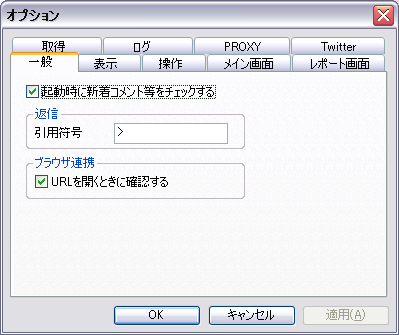 オプション
取得 ログ PROXY Twitter
一般 表示 操作 メイン画面 レポート画面
起動時に新着コメント等をチェックする
返信
引用符号 >
ブラウザ連携
URLを開くときに確認する
OK キャンセル 適用(A)